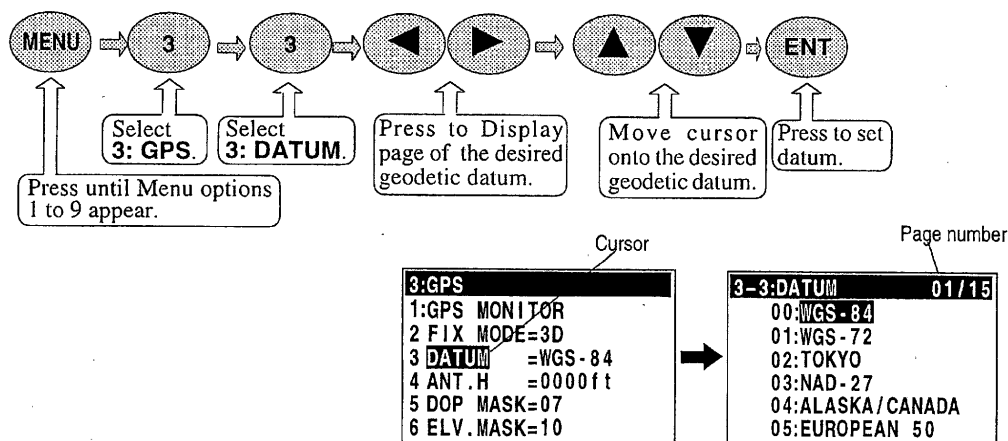 MENU 3 3 ENT
Select
3: GPS.
Select
3: DATUM.
Press to Display
page of the desired
geodetic datum.
Move cursor
onto the desired
geodetic datum.
Press to set
datum.
Press until Menu options
1 to 9 appear.
Cursor
Page number
3:GPS
1:GPS MONITOR
2 FIX MODE=3D
3 DATUM =WGS-84
4 ANT.H =0000ft
5 DOP MASK=07
6 ELV.MASK=10
3-3:DATUM 01/15
00:WGS-84
01:WGS-72
02:TOKYO
03:NAD-27
04:ALASKA/CANADA
05:EUROPEAN 50